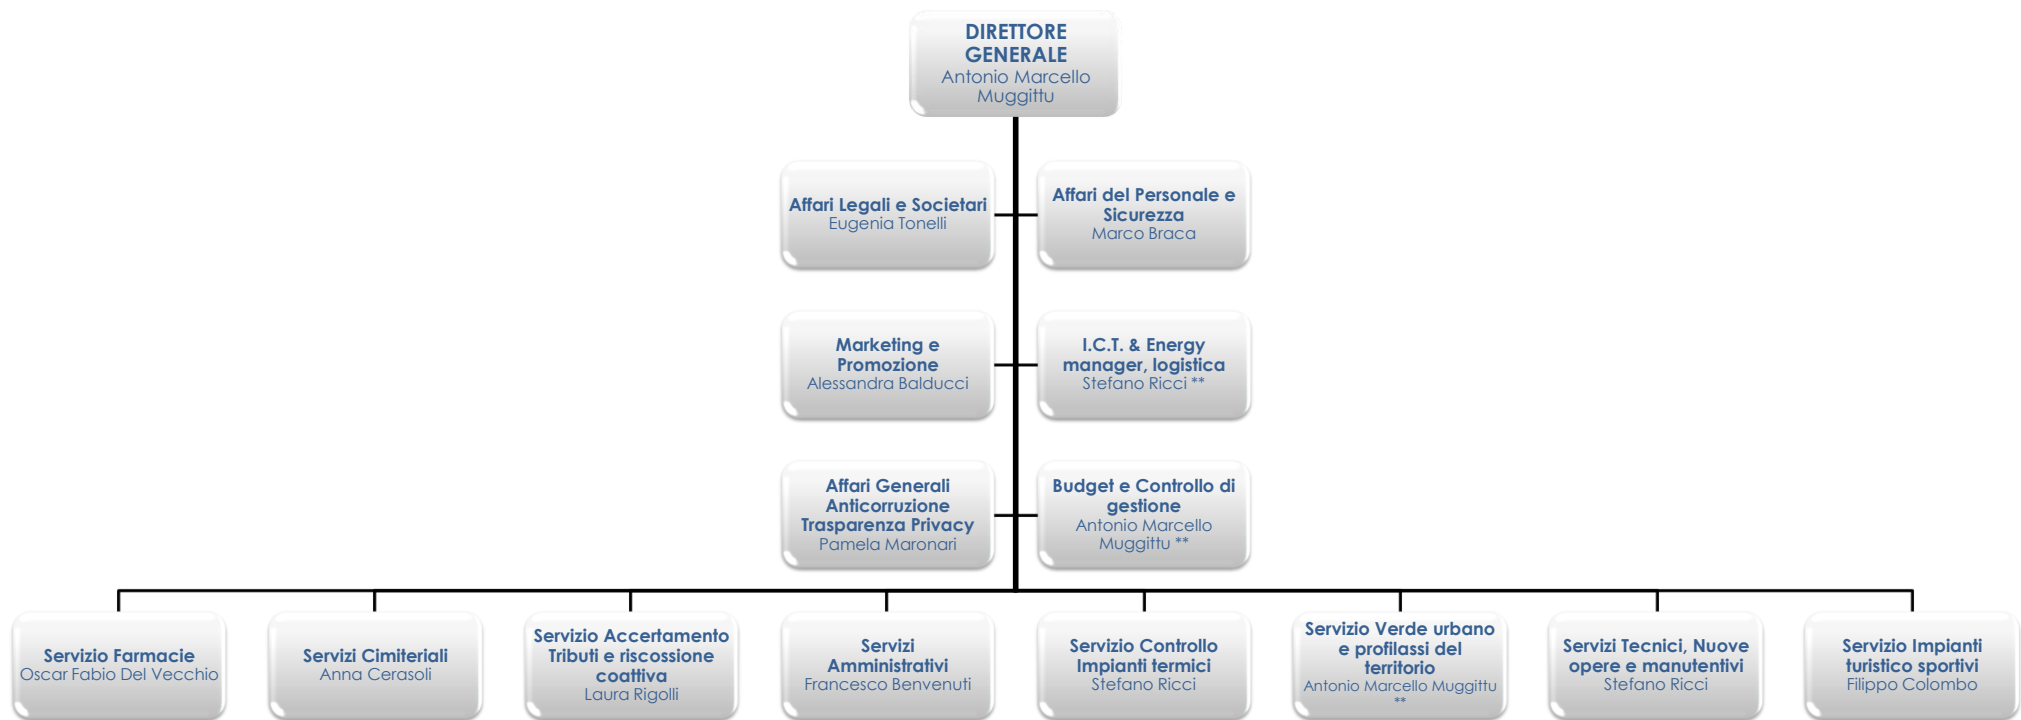 DIRETTORE
GENERALE
Antonio Marcello
Muggittu
Affari Legali e Societari
Eugenia Tonelli
Affari del Personale e
Sicurezza
Marco Braca
Marketing e
Promozione
Alessandra Balducci
I.C.T. & Energy
manager, logistica
Stefano Ricci **
Affari Generali
Anticorruzione
Trasparenza Privacy
Pamela Maronari
Budget e Controllo di
gestione
Antonio Marcello
Muggittu **
Servizio Farmacie
Oscar Fabio Del Vecchio
Servizi Cimiteriali
Anna Cerasoli
Servizio Accertamento
Tributi e riscossione
coattiva
Laura Rigolli
Servizi
Amministrativi
Francesco Benvenuti
Servizio Controllo
Impianti termici
Stefano Ricci
Servizio Verde urbano
e profilassi del
territorio
Antonio Marcello Muggittu
**
Servizi Tecnici, Nuove
opere e manutentivi
Stefano Ricci
Servizio Impianti
turistico sportivi
Filippo Colombo